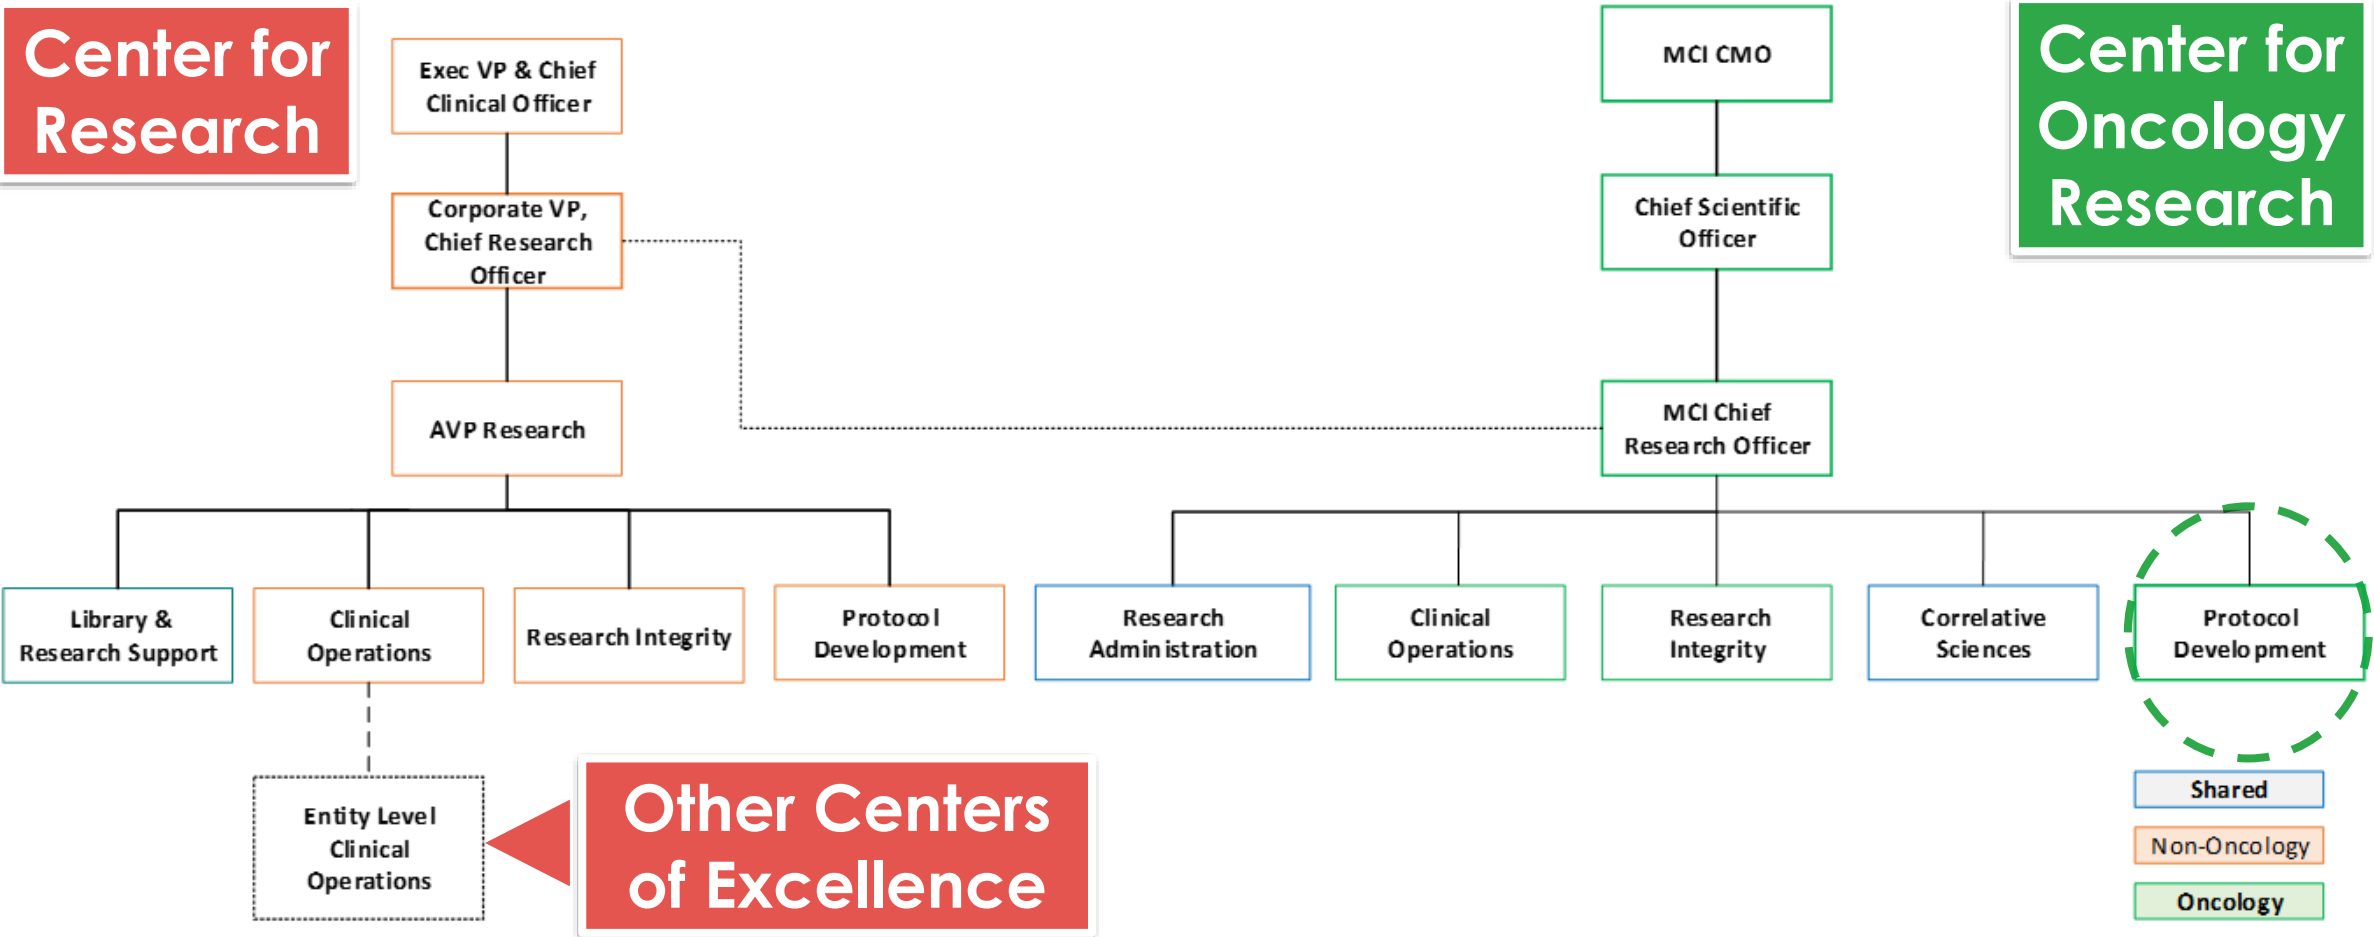 Center for
Research
Exec VP & Chief
Clinical Officer
Corporate VP,
Chief Research
Officer
AVP Research
MCI CMO
Chief Scientific
Officer
MCI Chief
Research Officer
Center for
Oncology
Research
Library &
Research Support
Clinical
Operations
Research Integrity
Protocol
Development
Research
Administration
Clinical
Operations
Research
Integrity
Correlative
Sciences
Protocol
Development
Entity Level
Clinical
Operations
Other Centers
of Excellence
Shared
Non-Oncology
Oncology